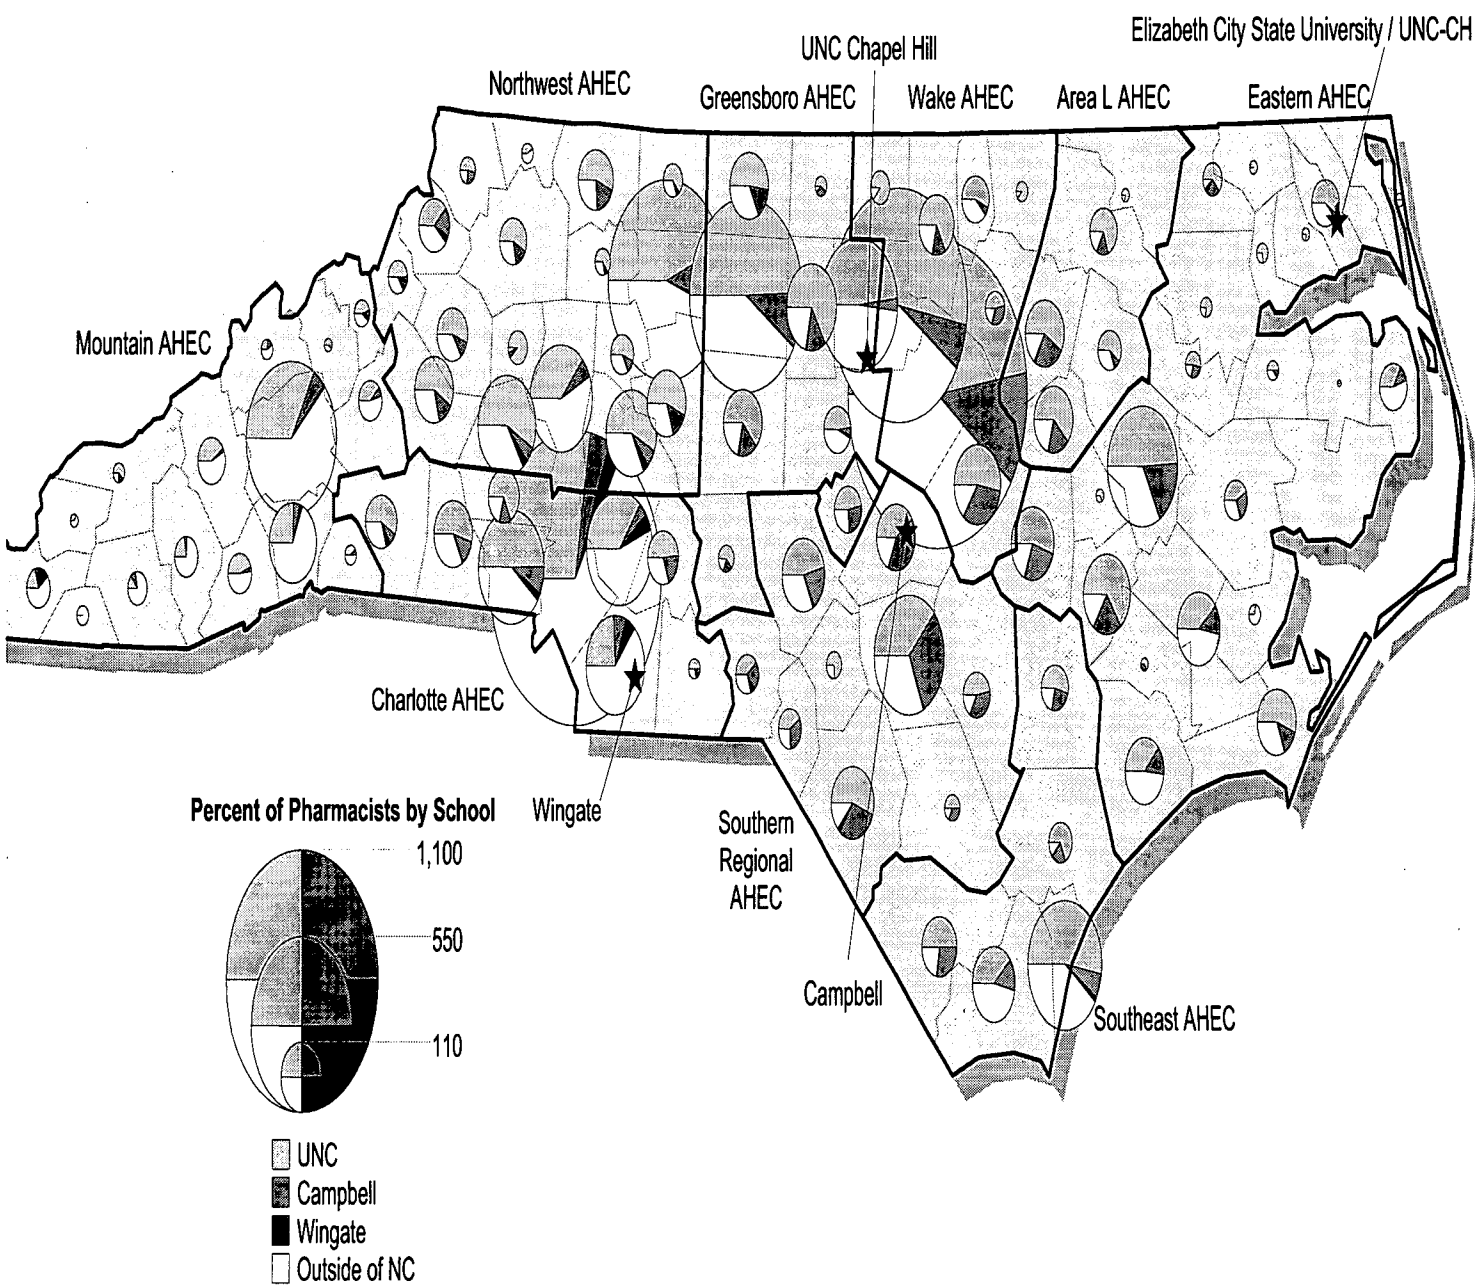 Elizabeth City State University / UNC-CH
UNC Chapel Hill
Northwest AHEC
Greensboro AHEC
Wake AHEC
Area L AHEC
Eastern AHEC
Mountain AHEC
Charlotte AHEC
Wingate
Southern
Regional
AHEC
Campbell
Southeast AHEC
Percent of Pharmacists by School
1,100
550
110
UNC
Campbell
Wingate
Outside of NC